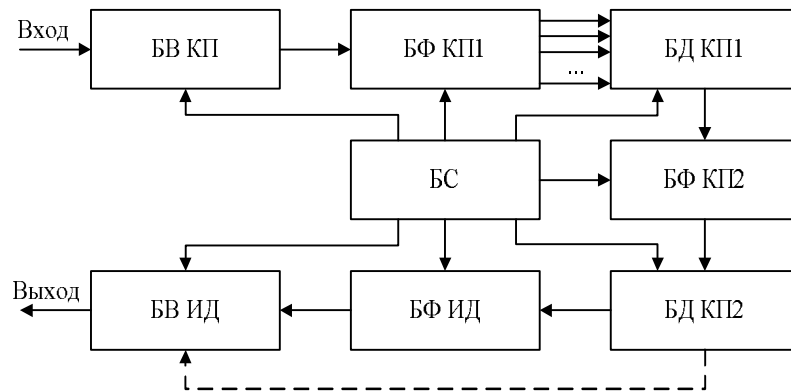 Вход
БВ КП
БФ КП1
...
БД КП1
БС
БФ КП2
Выход
БВ ИД
БФ ИД
БД КП2